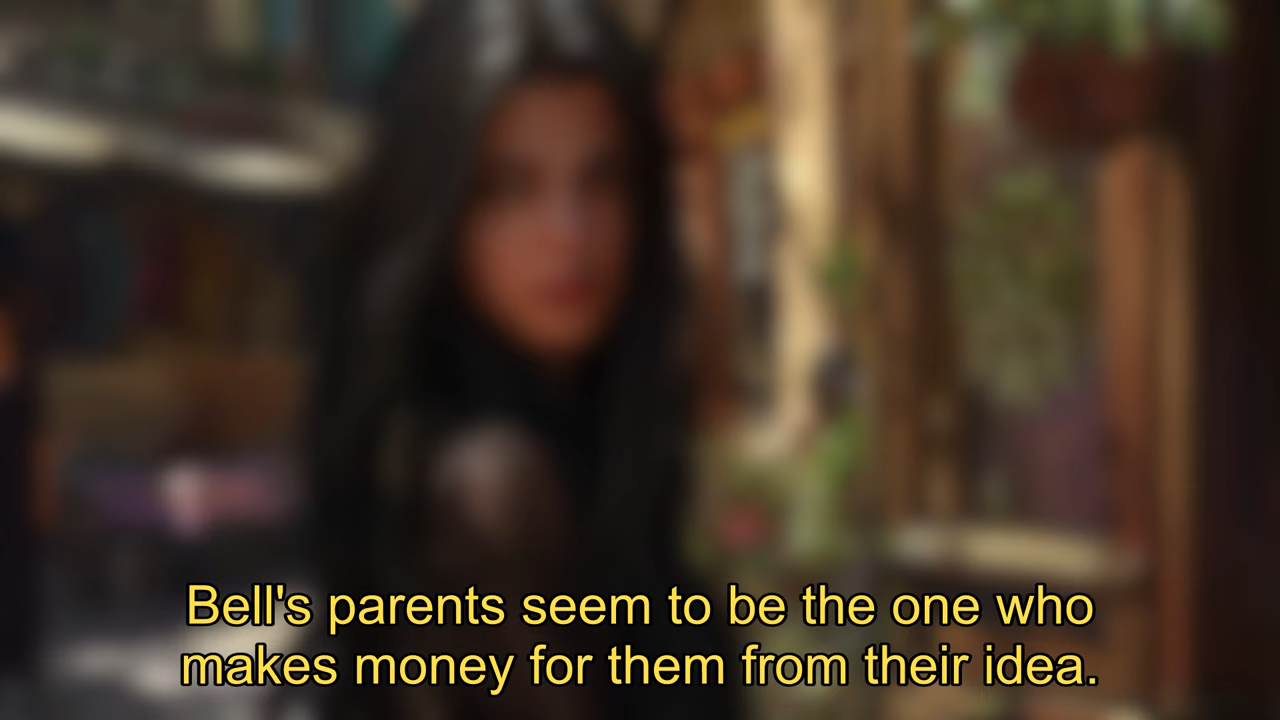 Bell's parents seem to be the one who
makes money for them from their idea.